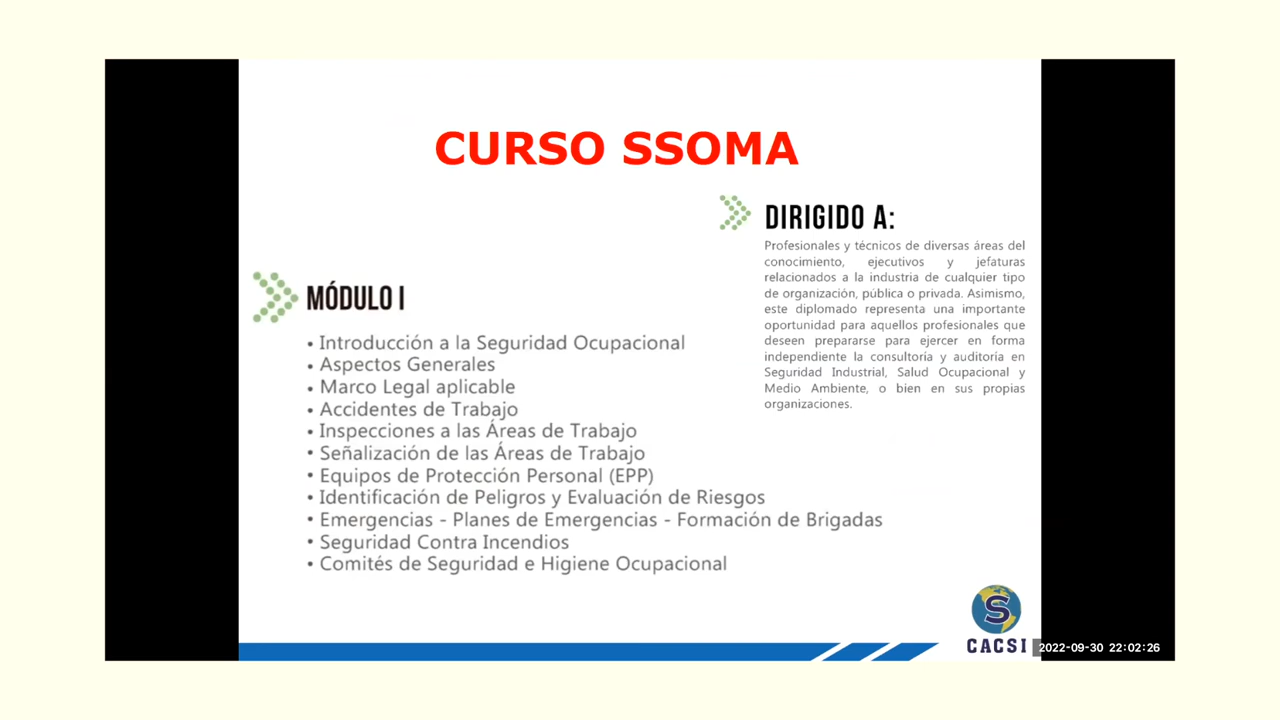 CURSO SSOMA
DIRIGIDO A:
Profesionales y técnicos de diversas áreas del
conocimiento, ejecutivos y jefaturas
relacionados a la industria de cualquier tipo
de organización, pública o privada. Asimismo,
este diplomado representa una importante
oportunidad para aquellos profesionales que
deseen prepararse para ejercer en forma
independiente la consultoría y auditoría en
Seguridad Industrial, Salud Ocupacional y
Medio Ambiente, o bien en sus propias
organizaciones.
MÓDULO I
• Introducción a la Seguridad Ocupacional
• Aspectos Generales
• Marco Legal aplicable
• Accidentes de Trabajo
• Inspecciones a las Áreas de Trabajo
• Señalización de las Áreas de Trabajo
• Equipos de Protección Personal (EPP)
• Identificación de Peligros y Evaluación de Riesgos
• Emergencias - Planes de Emergencias - Formación de Brigadas
• Seguridad Contra Incendios
• Comités de Seguridad e Higiene Ocupacional
S
CACSI
2022-09-30 22:02:26